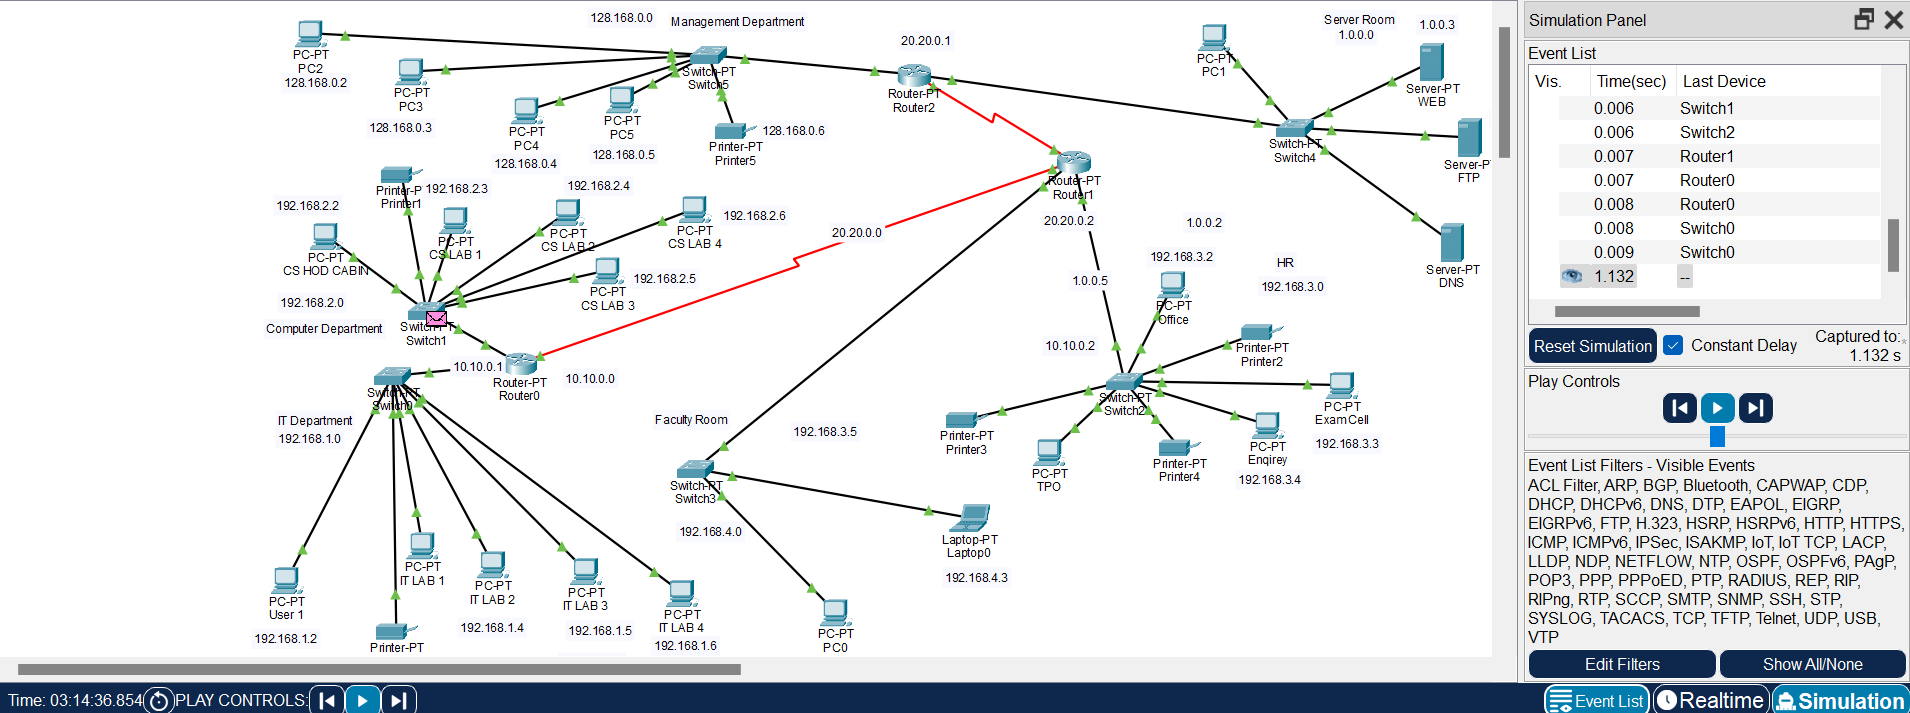 128.168.0.0
Management Department
PC-PT
PC2
128.168.0.2
PC-PT
PC3
128.168.0.3
PC-PT
PC4
128.168.0.4
PC-PT
PC5
128.168.0.5
Switch-PT
Switch5
Printer-PT
Printer5
128.168.0.6
20.20.0.1
Router-PT
Router2
Server Room
1.0.0.0
1.0.0.3
PC-PT
PC1
Server-PT
WEB
Switch-PT
Switch4
Server-PT
FTP
Server-PT
DNS
Router-PT
Router1
20.20.0.2
20.20.0.0
Printer-P
Printer1
192.168.2.3
192.168.2.4
192.168.2.2
PC-PT
CS HOD CABIN
PC-PT
CS LAB 1
PC-PT
CS LAB 2
PC-PT
CS LAB 4
192.168.2.6
PC-PT
CS LAB 3
192.168.2.5
192.168.2.0
Computer Department
Switch-PT
Switch1
10.10.0.1
Router-PT
Router0
10.10.0.0
Switch-PT
Switch0
IT Department
192.168.1.0
PC-PT
User 1
192.168.1.2
Printer-PT
PC-PT
IT LAB 1
PC-PT
IT LAB 2
192.168.1.4
PC-PT
IT LAB 3
192.168.1.5
PC-PT
IT LAB 4
192.168.1.6
Faculty Room
192.168.3.5
Switch-PT
Switch3
192.168.4.0
Laptop-PT
Laptop0
192.168.4.3
PC-PT
PC0
1.0.0.2
1.0.0.5
192.168.3.2
PC-PT
Office
HR
192.168.3.0
10.10.0.2
Printer-PT
Printer2
Switch-PT
Switch2
PC-PT
Exam Cell
192.168.3.3
Printer-PT
Printer3
PC-PT
TPO
Printer-PT
Printer4
PC-PT
Enqirey
192.168.3.4
Simulation Panel
Event List
Vis. Time(sec) Last Device
0.006 Switch1
0.006 Switch2
0.007 Router1
0.007 Router0
0.008 Router0
0.008 Switch0
0.009 Switch0
1.132 --
Reset Simulation
Constant Delay
Captured to:
1.132 s
Play Controls
Event List Filters - Visible Events
ACL Filter, ARP, BGP, Bluetooth, CAPWAP, CDP,
DHCP, DHCPv6, DNS, DTP, EAPOL, EIGRP,
EIGRPv6, FTP, H.323, HSRP, HSRPv6, HTTP, HTTPS,
ICMP, ICMPv6, IPSec, ISAKMP, IoT, IoT TCP, LACP,
LLDP, NDP, NETFLOW, NTP, OSPF, OSPFv6, PAgP,
POP3, PPP, PPPoED, PTP, RADIUS, REP, RIP,
RIPng, RTP, SCCP, SMTP, SNMP, SSH, STP,
SYSLOG, TACACS, TCP, TFTP, Telnet, UDP, USB,
VTP
Edit Filters
Show All/None
Time: 03:14:36.854
PLAY CONTROLS:
Event List
Realtime
Simulation